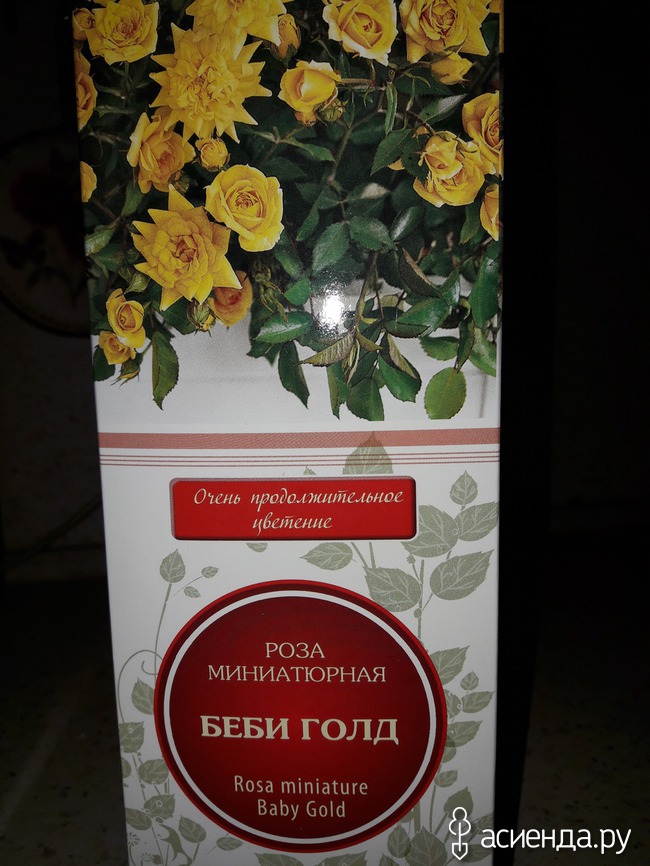 Очень продолжительное
цветение
РОЗА
МИНИАТЮРНАЯ
БЕБИ ГОЛД
Rosa miniature
Baby Gold
асиенда.ру